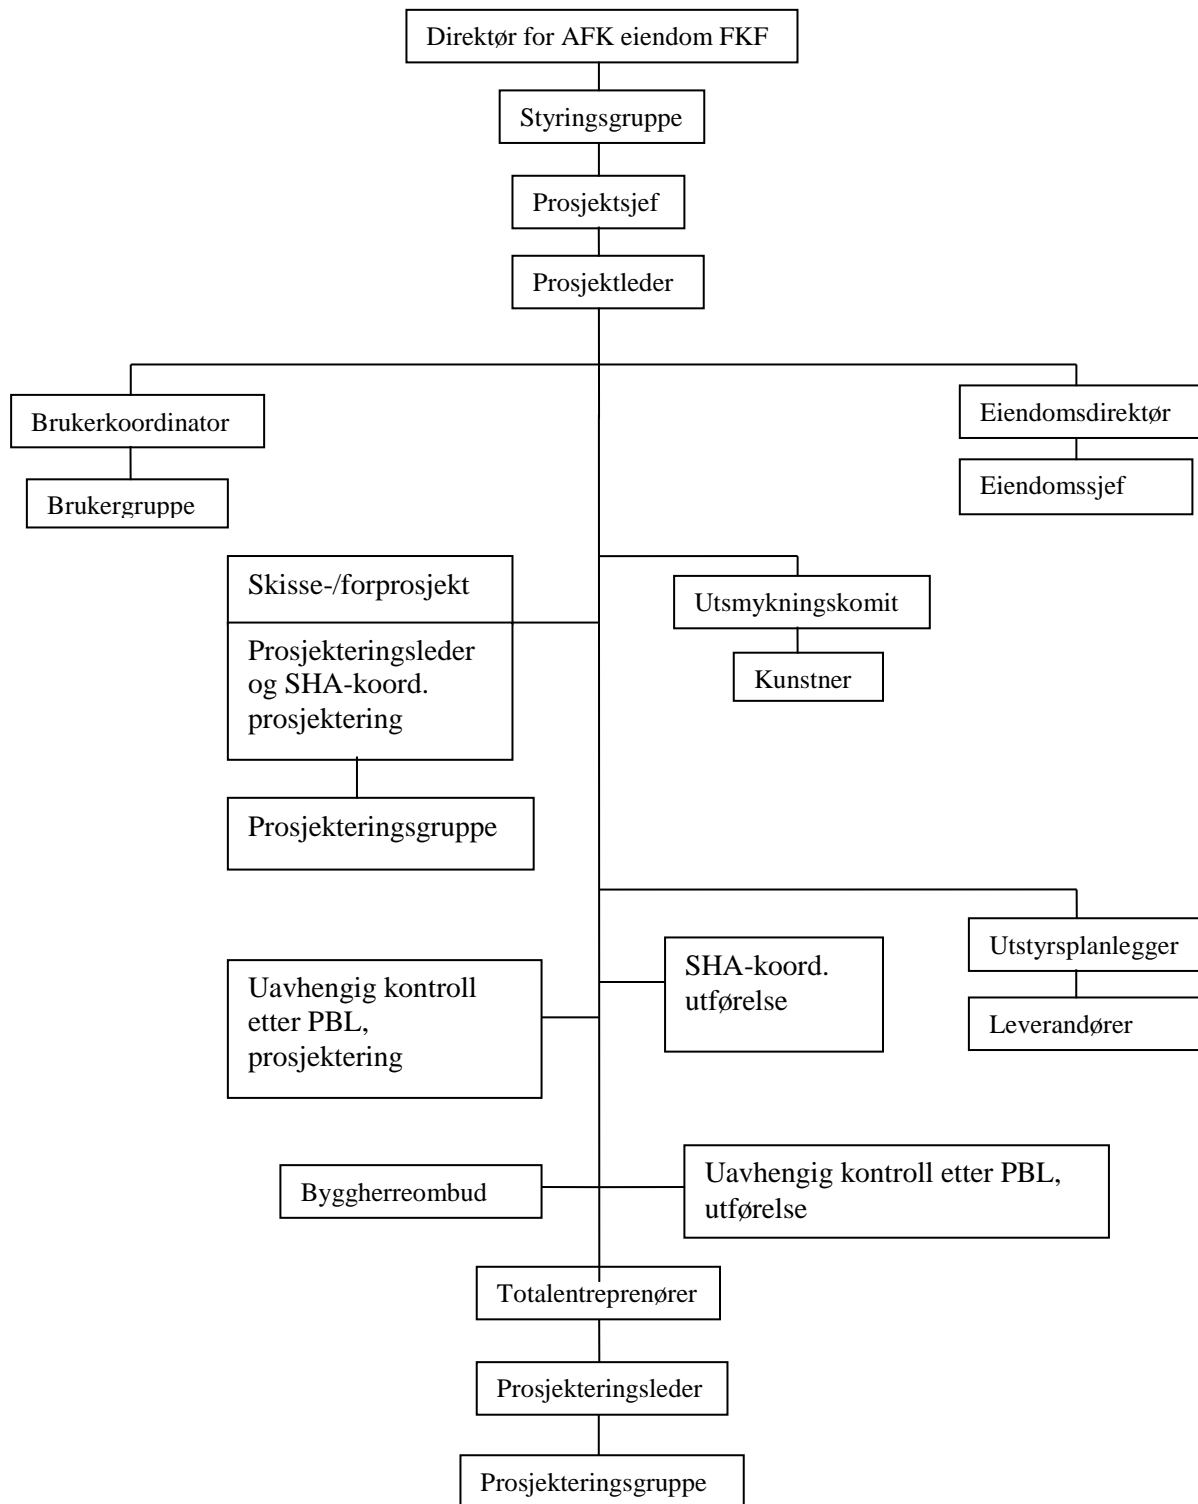 Direktør for AFK eiendom FKF
Styringsgruppe
Prosjektsjef
Prosjektleder
Brukerkoordinator
Eiendomsdirektør
Brukergruppe
Eiendomssjef
Skisse-/forprosjekt
Utsmykningskomit
Prosjekteringsleder
og SHA-koord.
prosjektering
Kunstner
Prosjekteringsgruppe
Utstyrsplanlegger
SHA-koord.
utførelse
Uavhengig kontroll
etter PBL,
prosjektering
Leverandører
Byggherreombud
Uavhengig kontroll etter PBL,
utførelse
Totalentreprenører
Prosjekteringsleder
Prosjekteringsgruppe